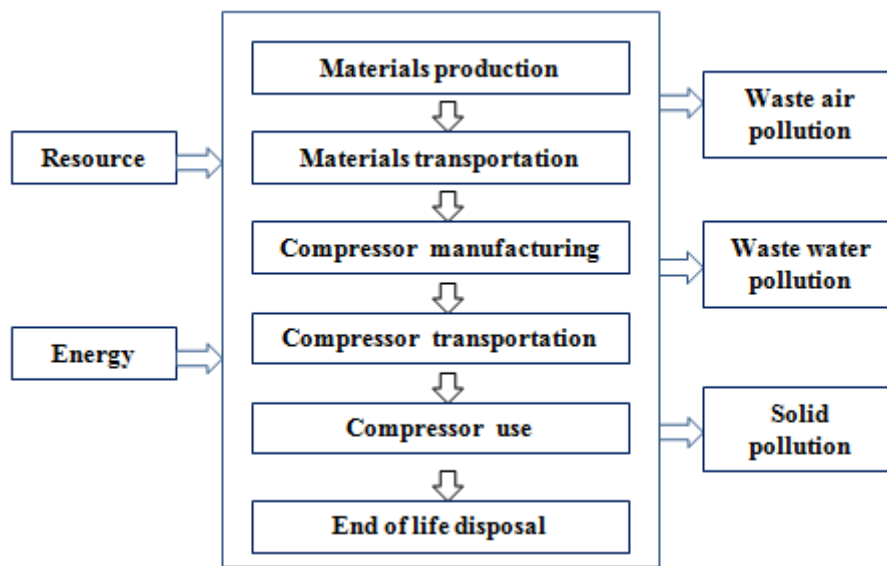 Materials production
Materials transportation
Compressor manufacturing
Compressor transportation
Compressor use
End of life disposal
Resource
Energy
Waste air
pollution
Waste water
pollution
Solid
pollution